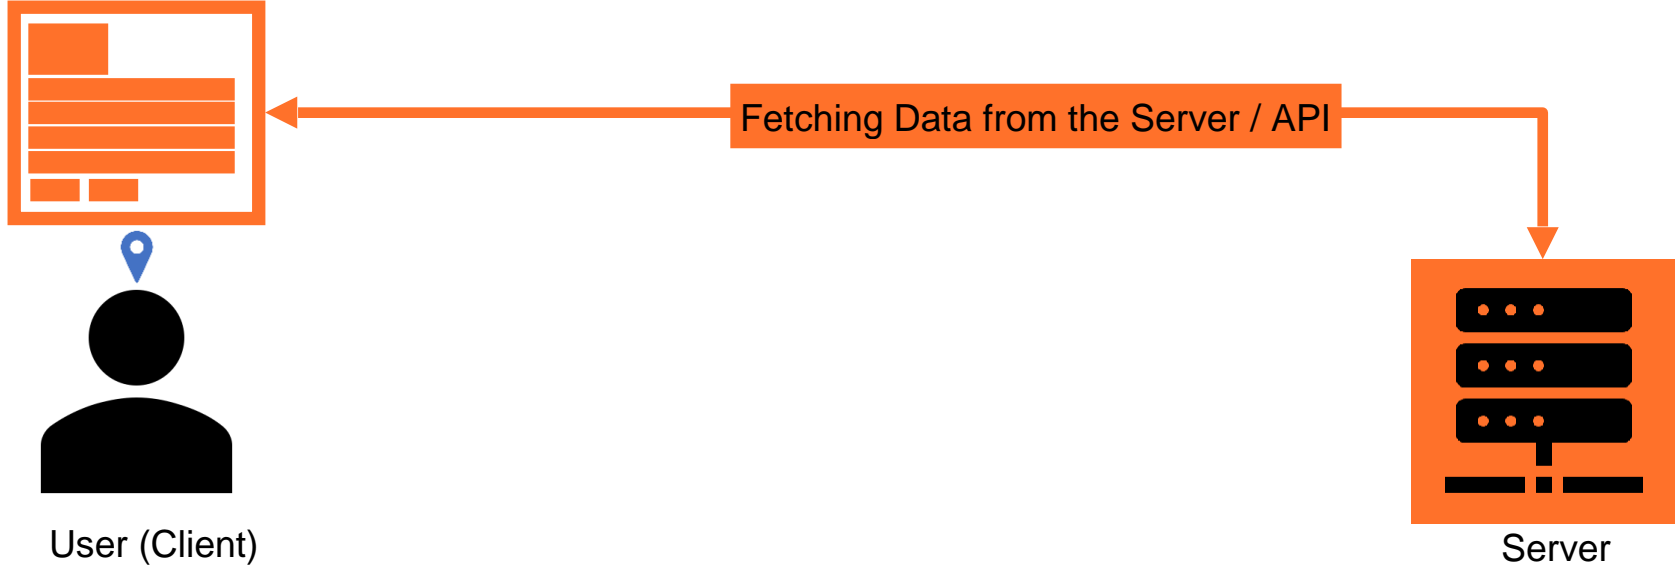 Fetching Data from the Server / API
User (Client)
Server